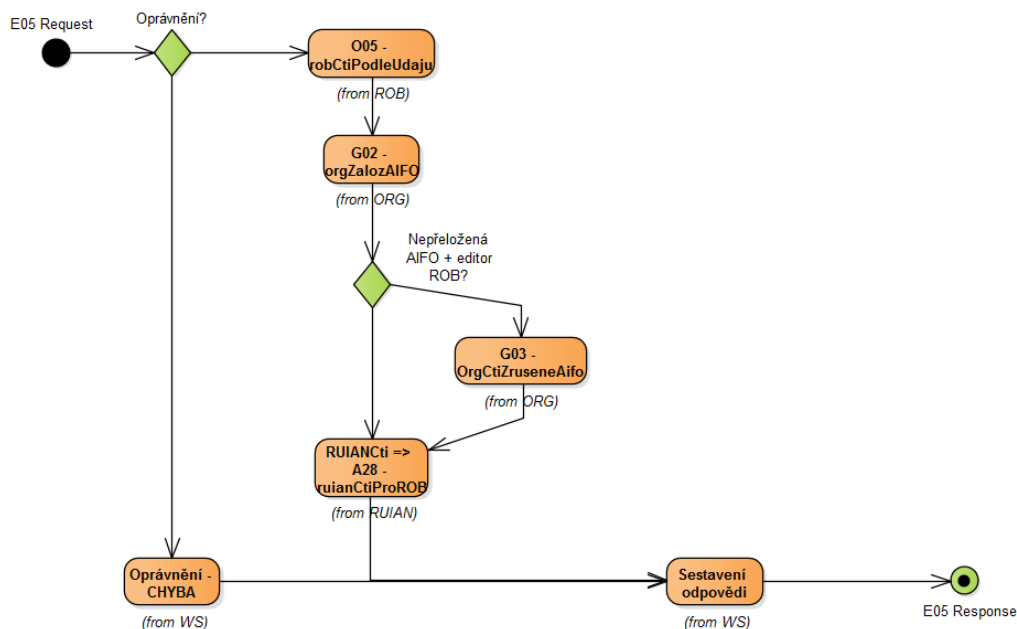 E05 Request
Oprávnění?
O05 -
robCtiPodleUdaju
(from ROB)
G02 -
orgZalozAIFO
(from ORG)
Nepřeložená
AIFO + editor
ROB?
G03 -
OrgCtiZruseneAifo
(from ORG)
RUIANCti =>
A28 -
ruianCtiProROB
(from RUIAN)
Oprávnění -
CHYBA
(from WS)
Sestavení
odpovědi
(from WS)
E05 Response